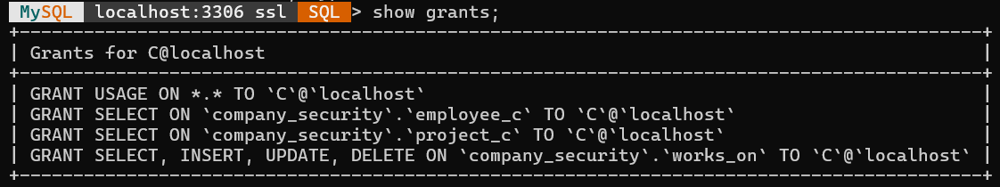 MySQL localhost:3306 ssl SQL > show grants;
+--------------------------------------------------------------------------------------------------+
| Grants for C@localhost |
+--------------------------------------------------------------------------------------------------+
| GRANT USAGE ON *.* TO `C`@`localhost` |
| GRANT SELECT ON `company_security`.`employee_c` TO `C`@`localhost` |
| GRANT SELECT ON `company_security`.`project_c` TO `C`@`localhost` |
| GRANT SELECT, INSERT, UPDATE, DELETE ON `company_security`.`works_on` TO `C`@`localhost` |
+--------------------------------------------------------------------------------------------------+